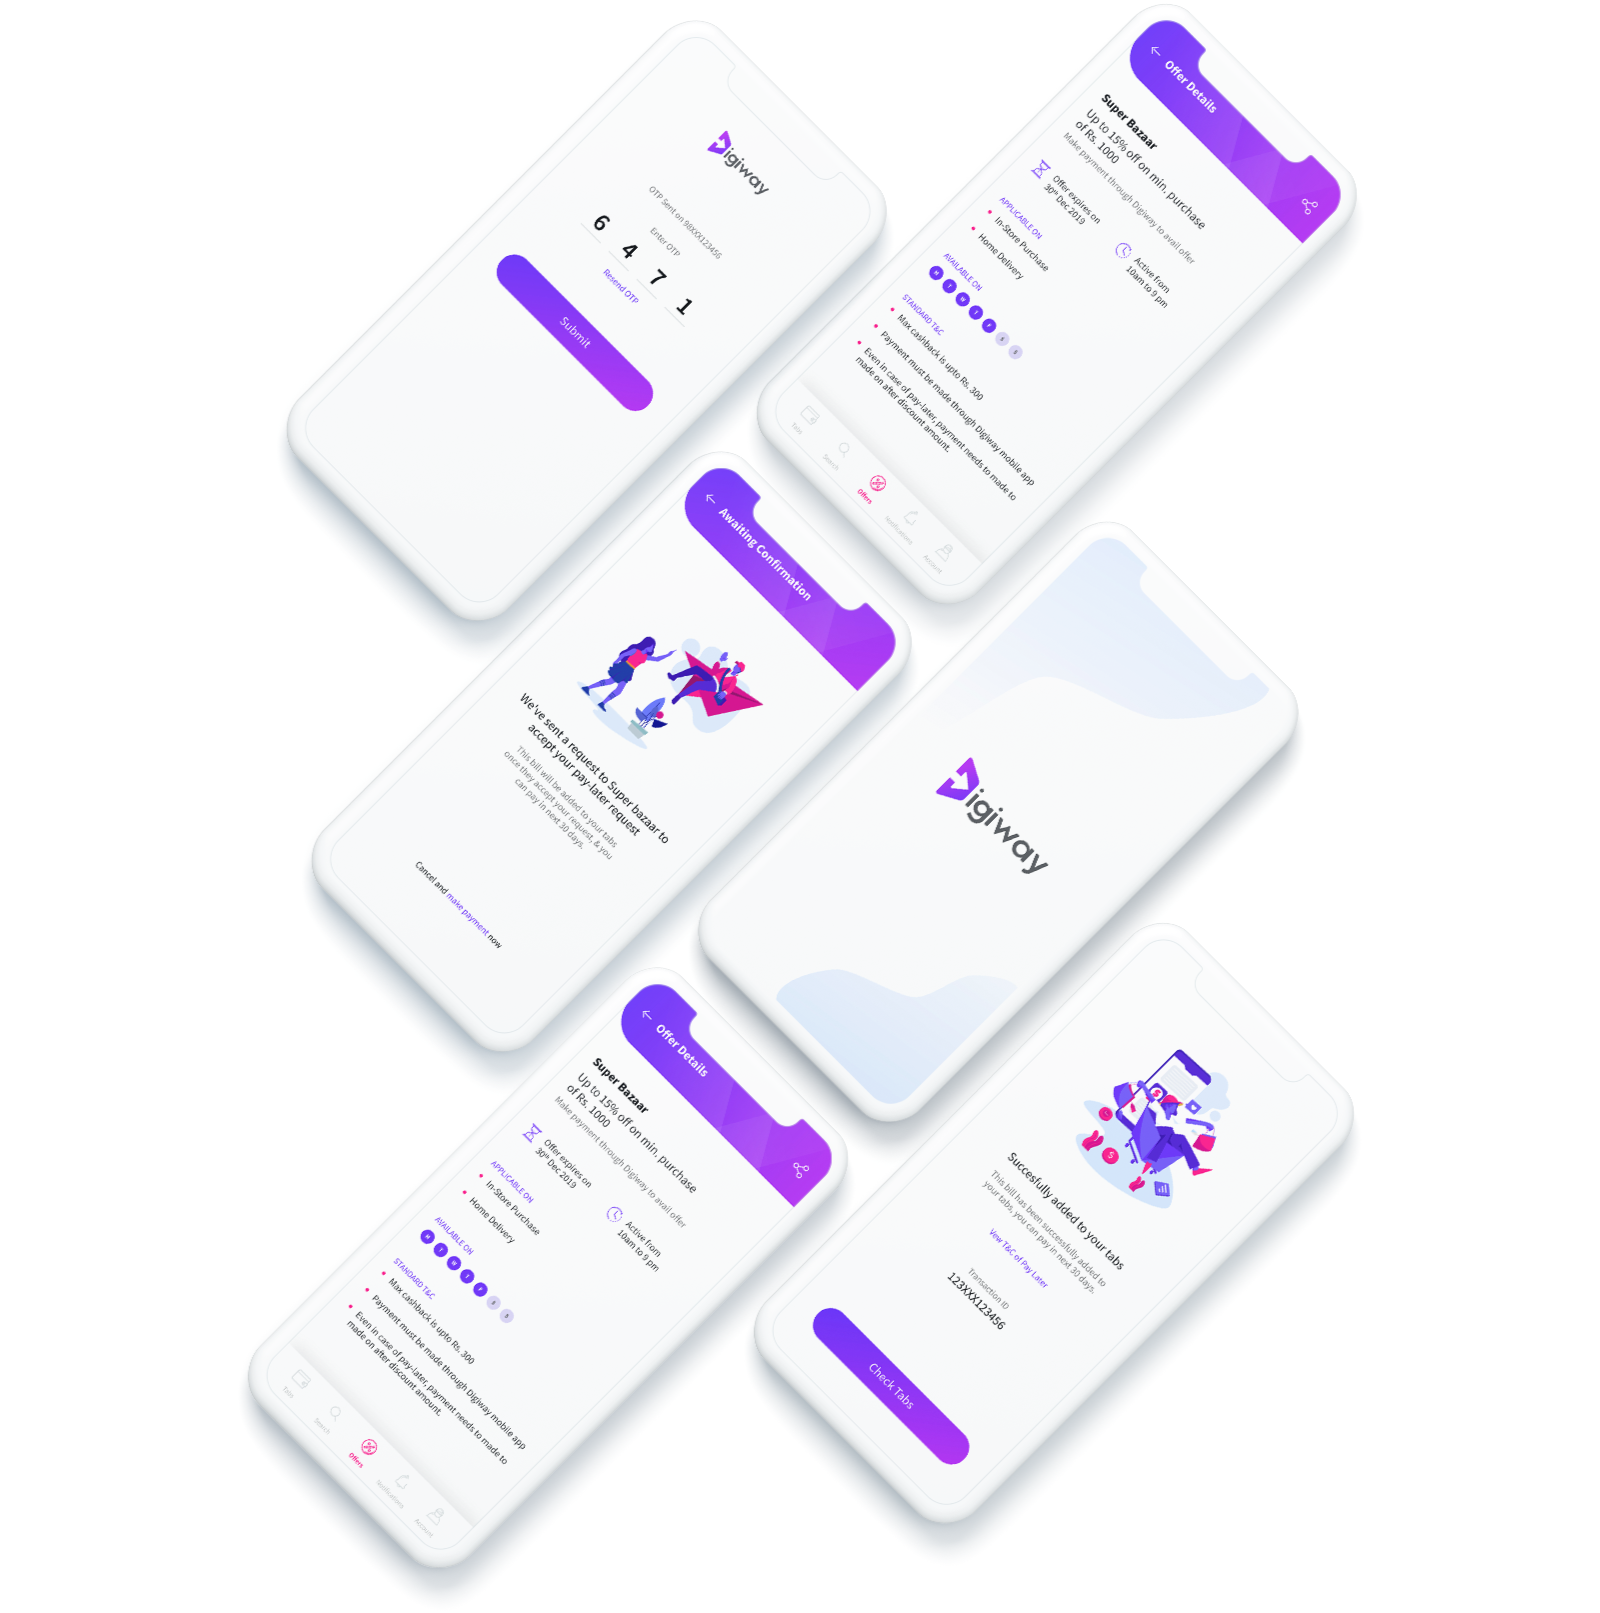 Digiway
OTP Sent on 98XXX123456
Enter OTP
6 4 7 1
Resend OTP
Submit
Offer Details
Super Bazaar
Up to 15% off on min. purchase
of Rs. 1000
Make payment through Digiway to avail offer
Offer expires on
30th Dec 2019
Active from
10am to 9 pm
APPLICABLE ON
In-Store Purchase
Home Delivery
AVAILABLE ON
M T W T F S S
STANDARD T&C
Max cashback is upto Rs. 300
Payment must be made through Digiway mobile app
Even in case of pay-later, payment needs to made to
made on after discount amount.
Tabs
Search
Offers
Notifications
Account
Awaiting Confirmation
We've sent a request to Super bazaar to
accept your pay-later request
This bill will be added to your tabs
once they accept your request, & you
can pay in next 30 days.
Cancel and make payment now
Digiway
Offer Details
Super Bazaar
Up to 15% off on min. purchase
of Rs. 1000
Make payment through Digiway to avail offer
Offer expires on
30th Dec 2019
Active from
10am to 9 pm
APPLICABLE ON
In-Store Purchase
Home Delivery
AVAILABLE ON
M T W T F S S
STANDARD T&C
Max cashback is upto Rs. 300
Payment must be made through Digiway mobile app
Even in case of pay-later, payment needs to made to
made on after discount amount.
Tabs
Search
Offers
Notifications
Account
Succesfully added to your tabs
This bill has been successfully added to
your tabs, you can pay in next 30 days.
Vew T&C of Pay Later
Transaction ID
123XXX123456
Check Tabs